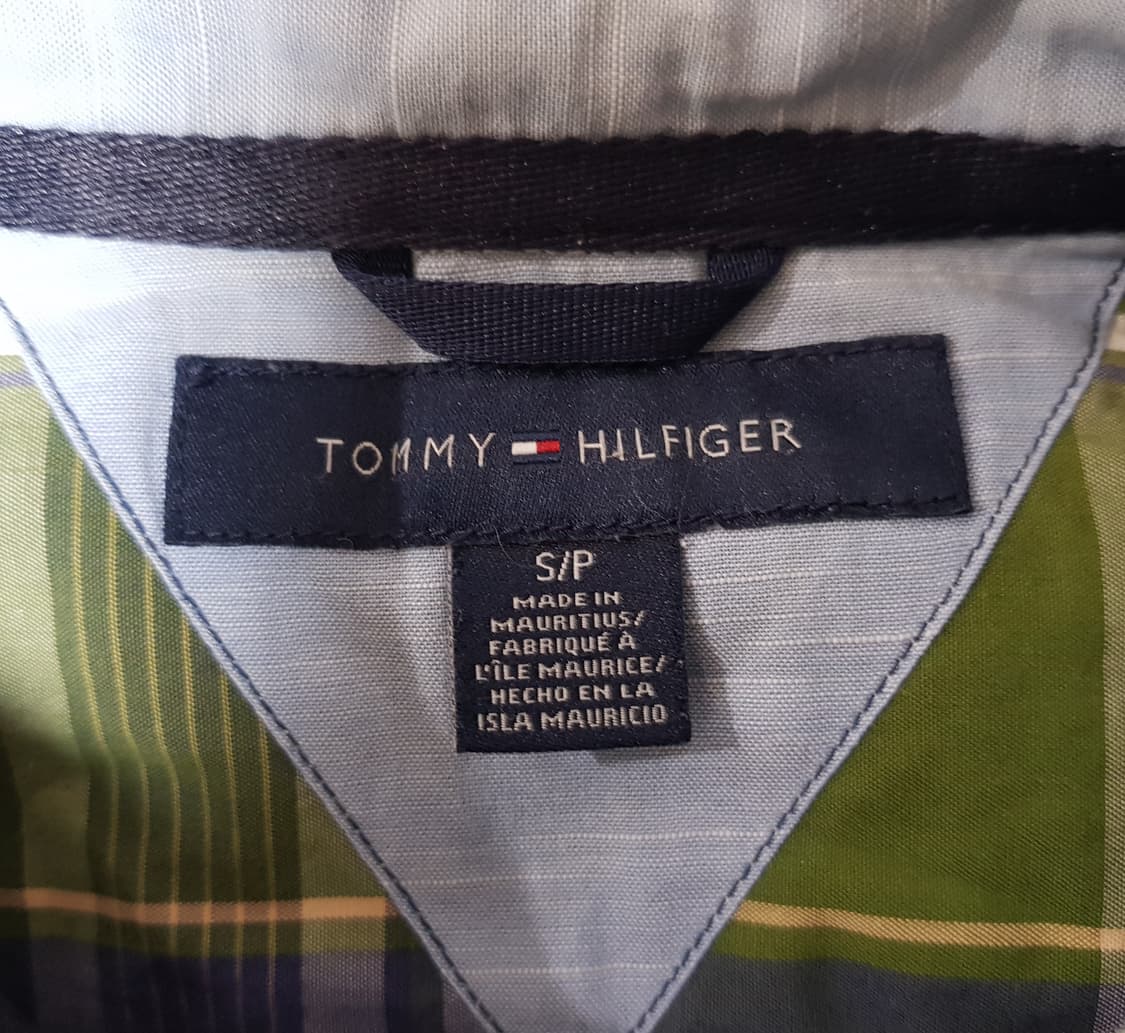 TOMMY HILFIGER
S/P
MADE IN
MAURITIUS/
FABRIQUÉ À
L'ÎLE MAURICE/
HECHO EN LA
ISLA MAURICIO